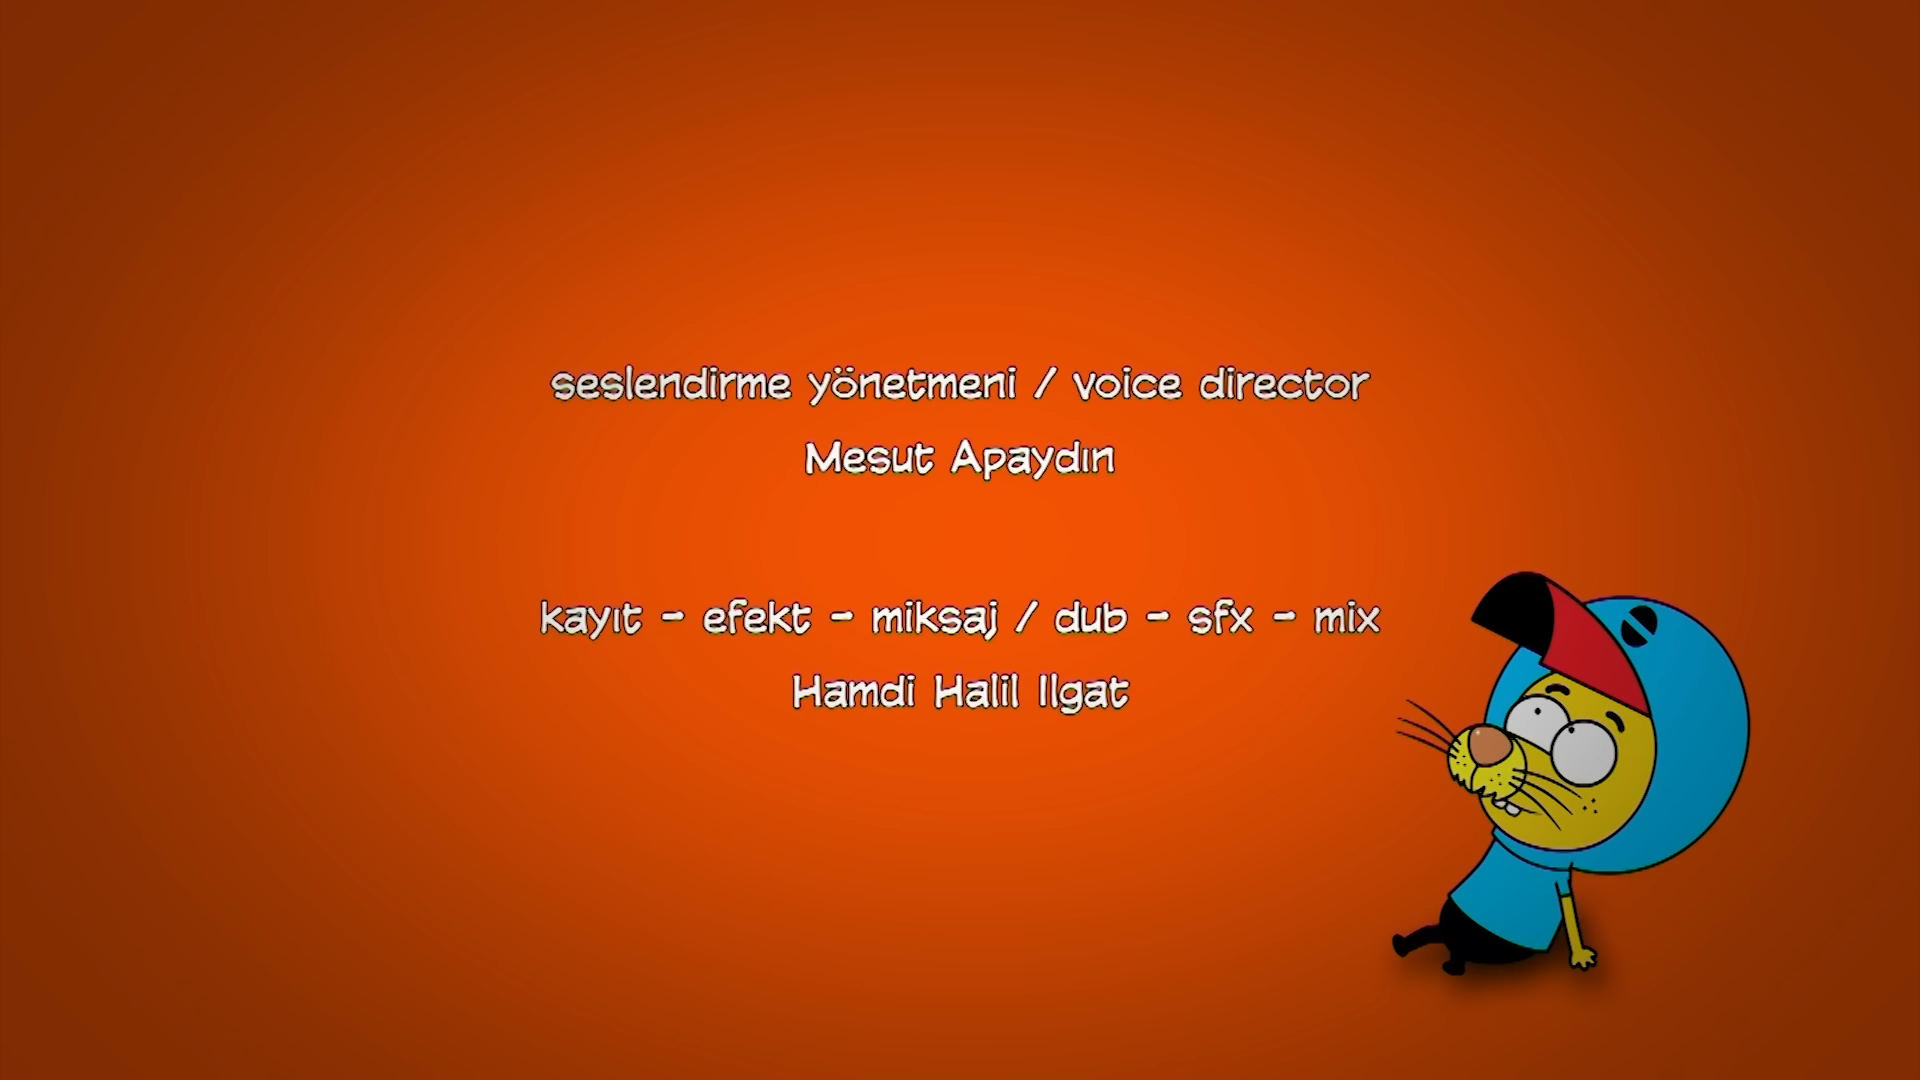 seslendirme yönetmeni / voice director
Mesut Apaydın
kayıt - efekt - miksaj / dub - sfx - mix
Hamdi Halil Ilgat